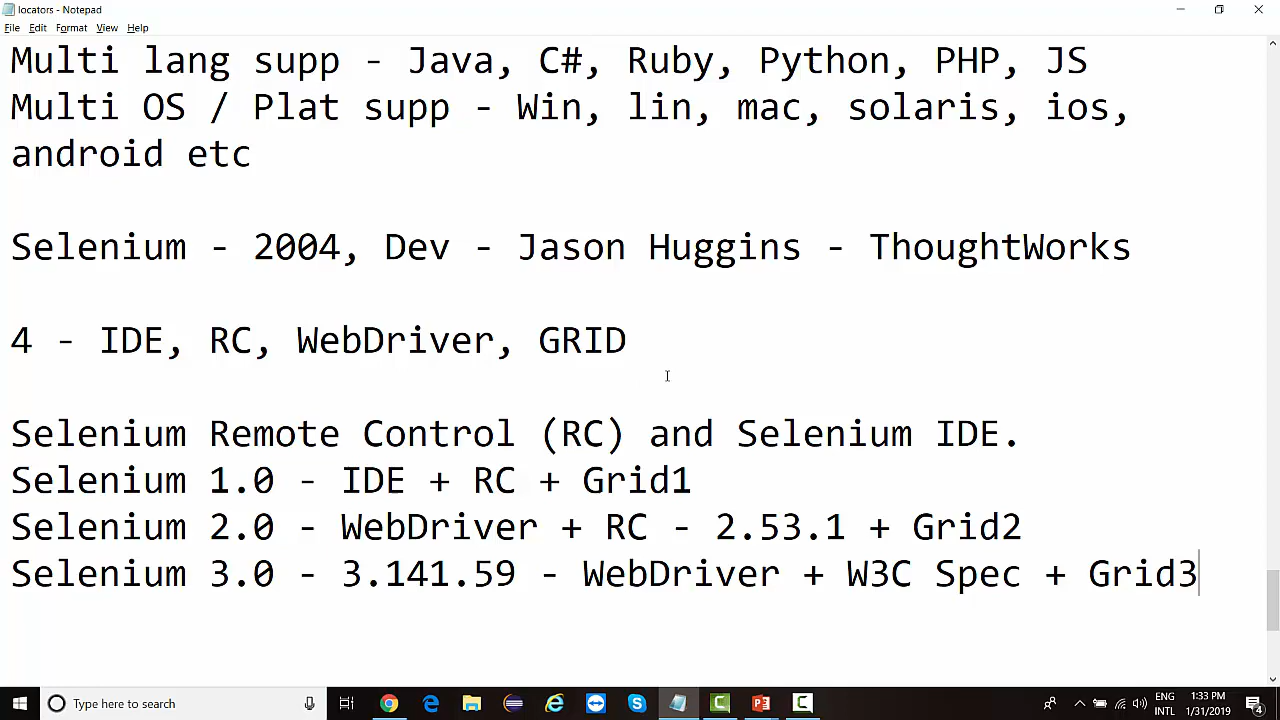 locators - Notepad
File Edit Format View Help
Multi lang supp - Java, C#, Ruby, Python, PHP, JS
Multi OS / Plat supp - Win, lin, mac, solaris, ios,
android etc
Selenium - 2004, Dev - Jason Huggins - ThoughtWorks
4 - IDE, RC, WebDriver, GRID
Selenium Remote Control (RC) and Selenium IDE.
Selenium 1.0 - IDE + RC + Grid1
Selenium 2.0 - WebDriver + RC - 2.53.1 + Grid2
Selenium 3.0 - 3.141.59 - WebDriver + W3C Spec + Grid3
Type here to search
ENG 1:33 PM
INTL 1/31/2019
4